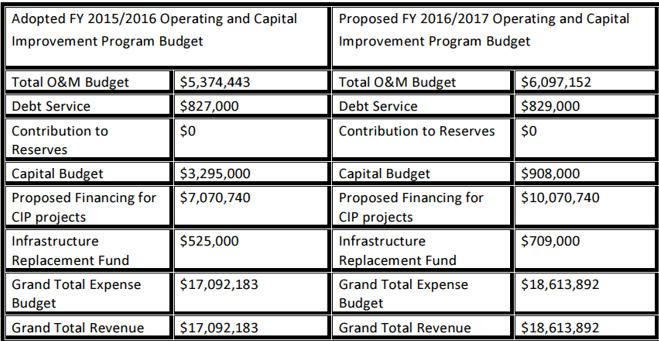 Adopted FY 2015/2016 Operating and Capital
Improvement Program Budget
Proposed FY 2016/2017 Operating and Capital
Improvement Program Budget
Total O&M Budget $5,374,443 Total O&M Budget $6,097,152
Debt Service $827,000 Debt Service $829,000
Contribution to
Reserves
$0 Contribution to Reserves $0
Capital Budget $3,295,000 Capital Budget $908,000
Proposed Financing for
CIP projects
$7,070,740
Proposed Financing for
CIP projects
$10,070,740
Infrastructure
Replacement Fund
$525,000
Infrastructure
Replacement Fund
$709,000
Grand Total Expense
Budget
$17,092,183
Grand Total Expense
Budget
$18,613,892
Grand Total Revenue $17,092,183 Grand Total Revenue $18,613,892